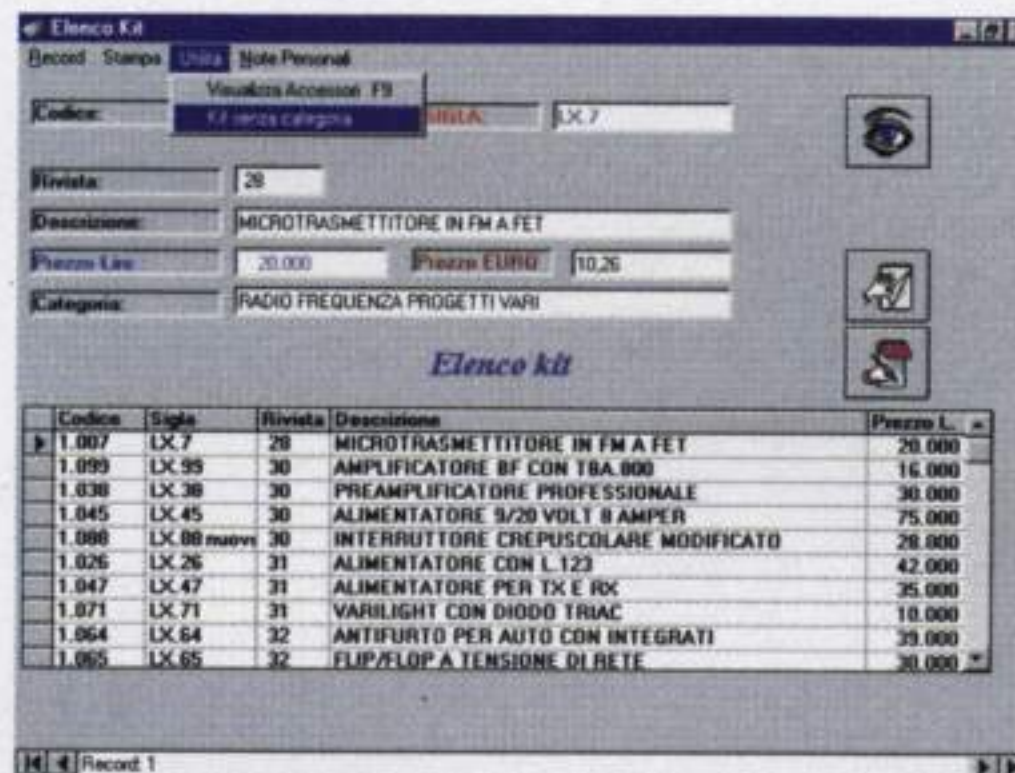 Elenco Kit
Record Stampa Utilità Note Personali
Visualizza Accessori F9
Kit senza categoria
Codice: SIGLA: LX.7
Rivista: 28
Descrizione: MICROTRASMETTITORE IN FM A FET
Prezzo Lire 20.000 Prezzo EURO 10,26
Categoria: RADIO FREQUENZA PROGETTI VARI
Elenco kit
Codice Sigla Rivista Descrizione Prezzo L.
1.007 LX.7 28 MICROTRASMETTITORE IN FM A FET 20.000
1.099 LX.99 30 AMPLIFICATORE BF CON TBA.800 16.000
1.038 LX.38 30 PREAMPLIFICATORE PROFESSIONALE 30.000
1.045 LX.45 30 ALIMENTATORE 9/20 VOLT 8 AMPER 75.000
1.088 LX.88 nuovo 30 INTERRUTTORE CREPUSCOLARE MODIFICATO 28.000
1.026 LX.26 31 ALIMENTATORE CON L.123 42.000
1.047 LX.47 31 ALIMENTATORE PER TX E RX 35.000
1.071 LX.71 31 VARILIGHT CON DIODO TRIAC 10.000
1.064 LX.64 32 ANTIFURTO PER AUTO CON INTEGRATI 39.000
1.065 LX.65 32 FLIP/FLOP A TENSIONE DI RETE 30.000
Record: 1